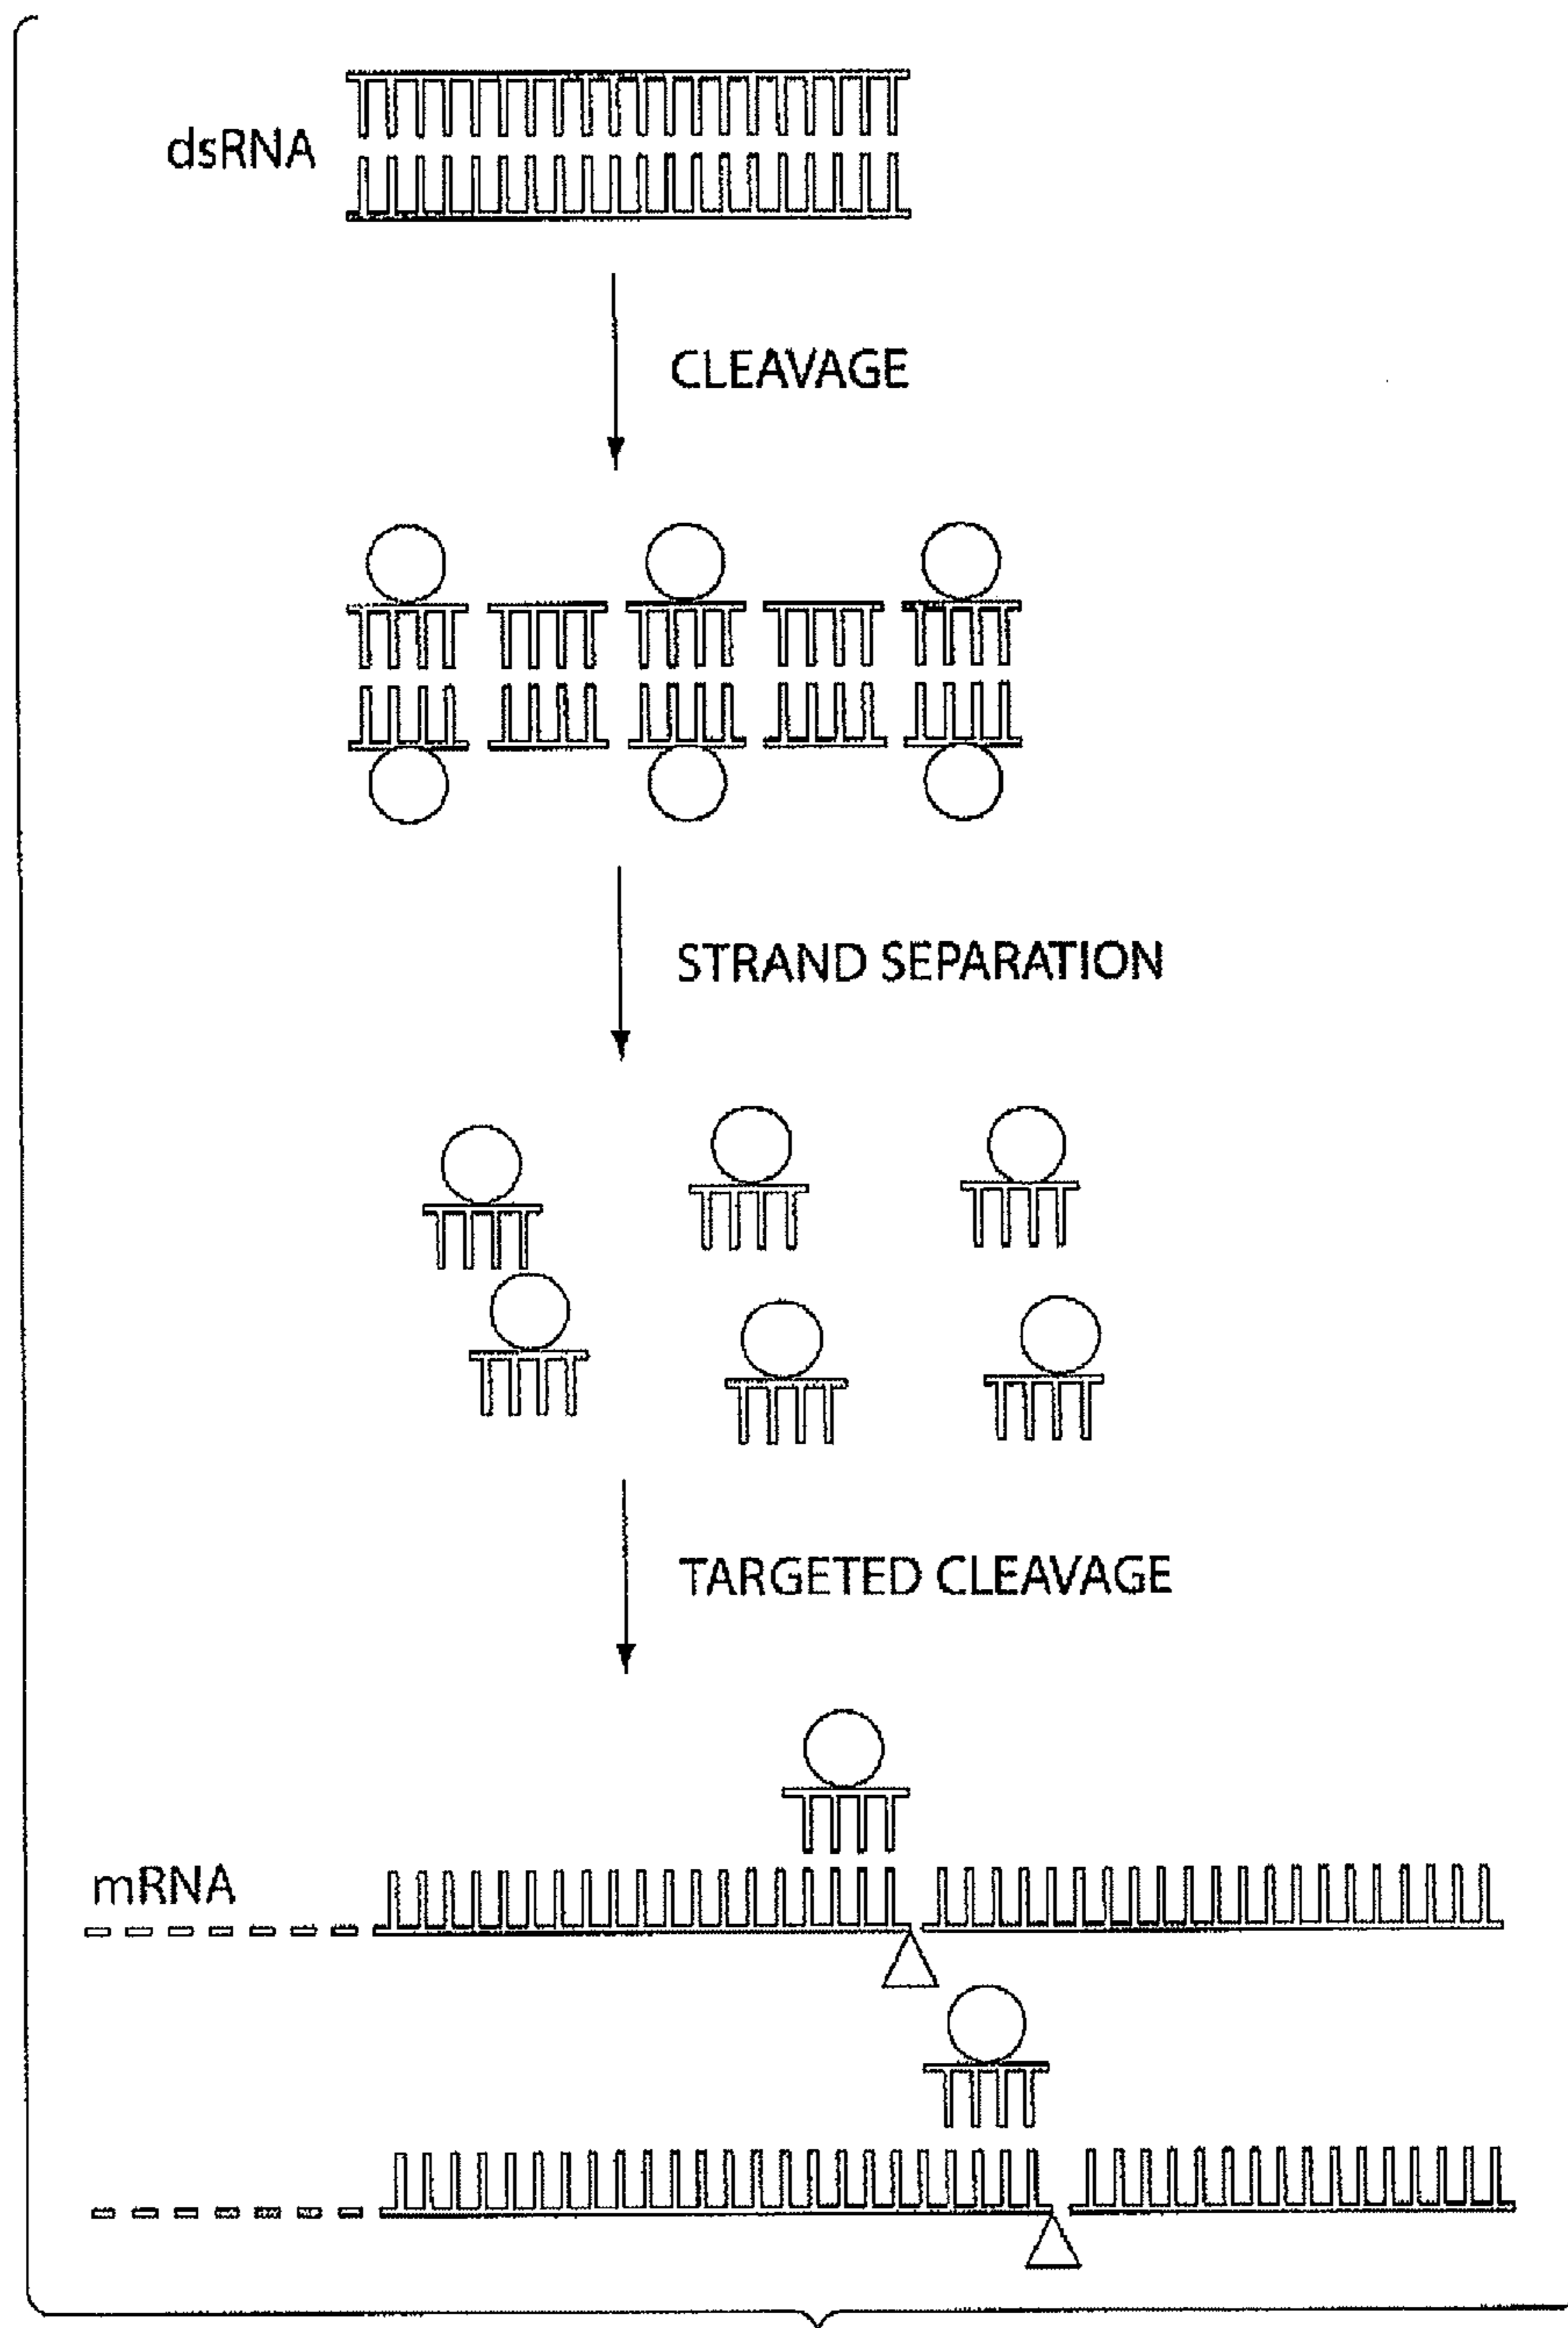 dsRNA
CLEAVAGE
STRAND SEPARATION
TARGETED CLEAVAGE
mRNA